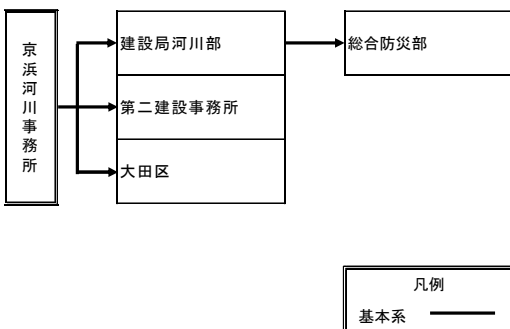 京浜河川事務所
建設局河川部
総合防災部
第二建設事務所
大田区
凡例
基本系